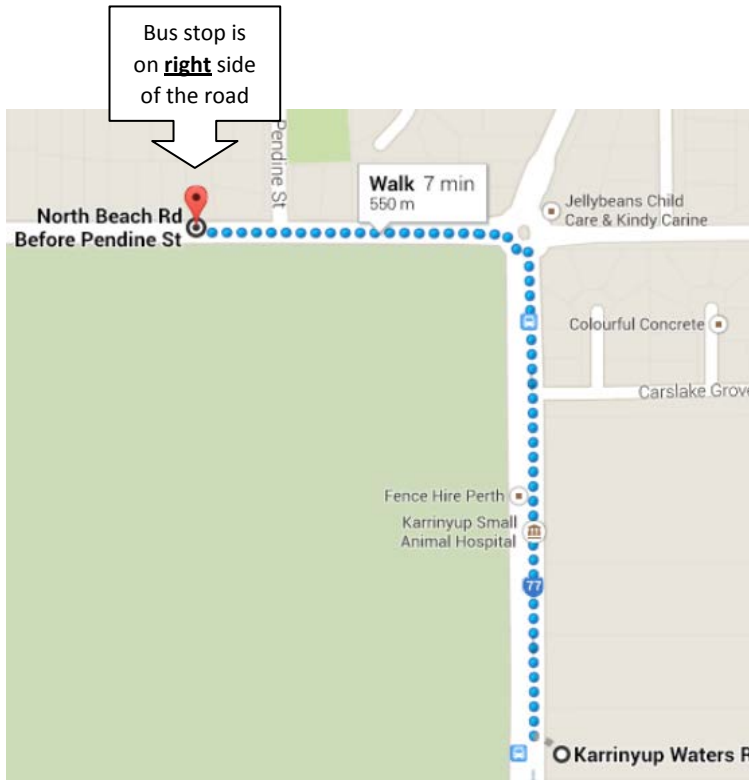 Bus stop is
on right side
of the road
Pendine St
Walk 7 min
550 m
North Beach Rd
Before Pendine St
Jellybeans Child
Care & Kindy Carine
Colourful Concrete
Carslake Grove
Fence Hire Perth
Karrinyup Small
Animal Hospital
77
Karrinyup Waters R